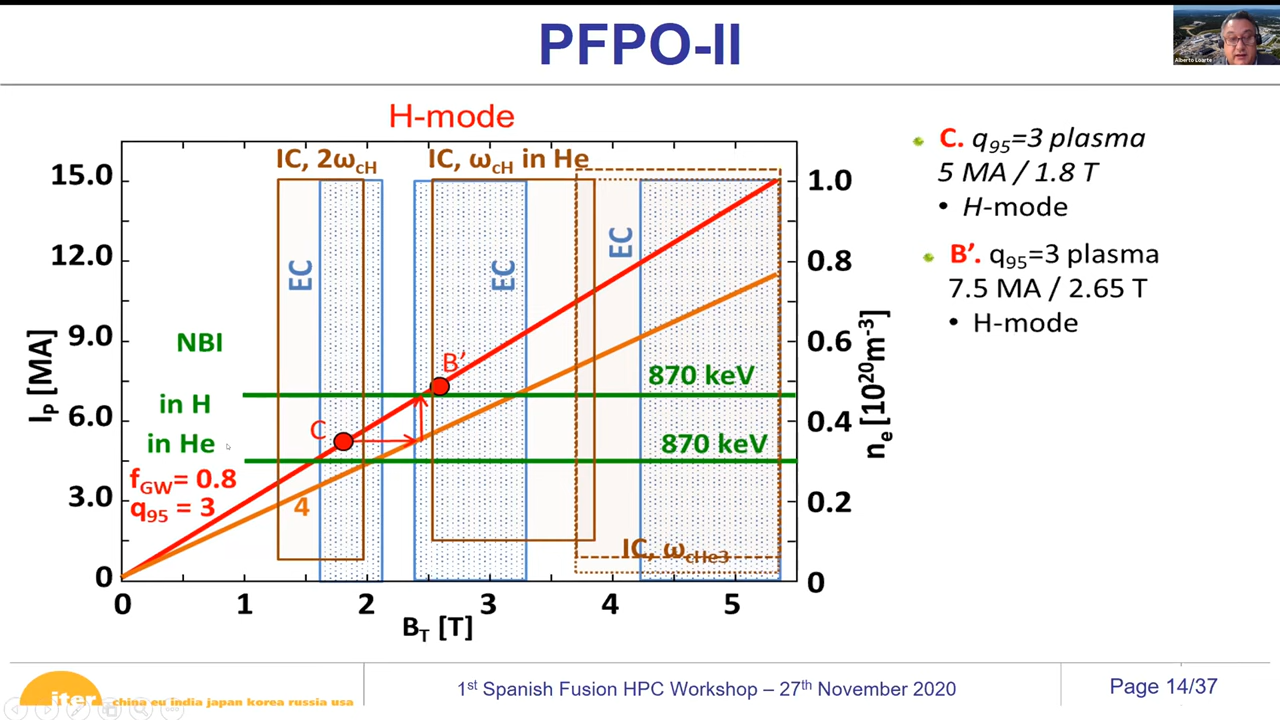 PFPO-II
Alberto Loarte
H-mode
IC, 2ωcH
IC, ωcH in He
EC
EC
EC
NBI
in H
in He
fGW= 0.8
q95 = 3
4
C
B’
870 keV
870 keV
IC, ωcHe3
15.0
12.0
9.0
6.0
3.0
0
IP [MA]
1.0
0.8
0.6
0.4
0.2
0
ne [10²⁰m⁻³]
0 1 2 3 4 5
BT [T]
C. q95=3 plasma
5 MA / 1.8 T
• H-mode
B’. q95=3 plasma
7.5 MA / 2.65 T
• H-mode
iter
china eu india japan korea russia usa
1st Spanish Fusion HPC Workshop – 27th November 2020
Page 14/37